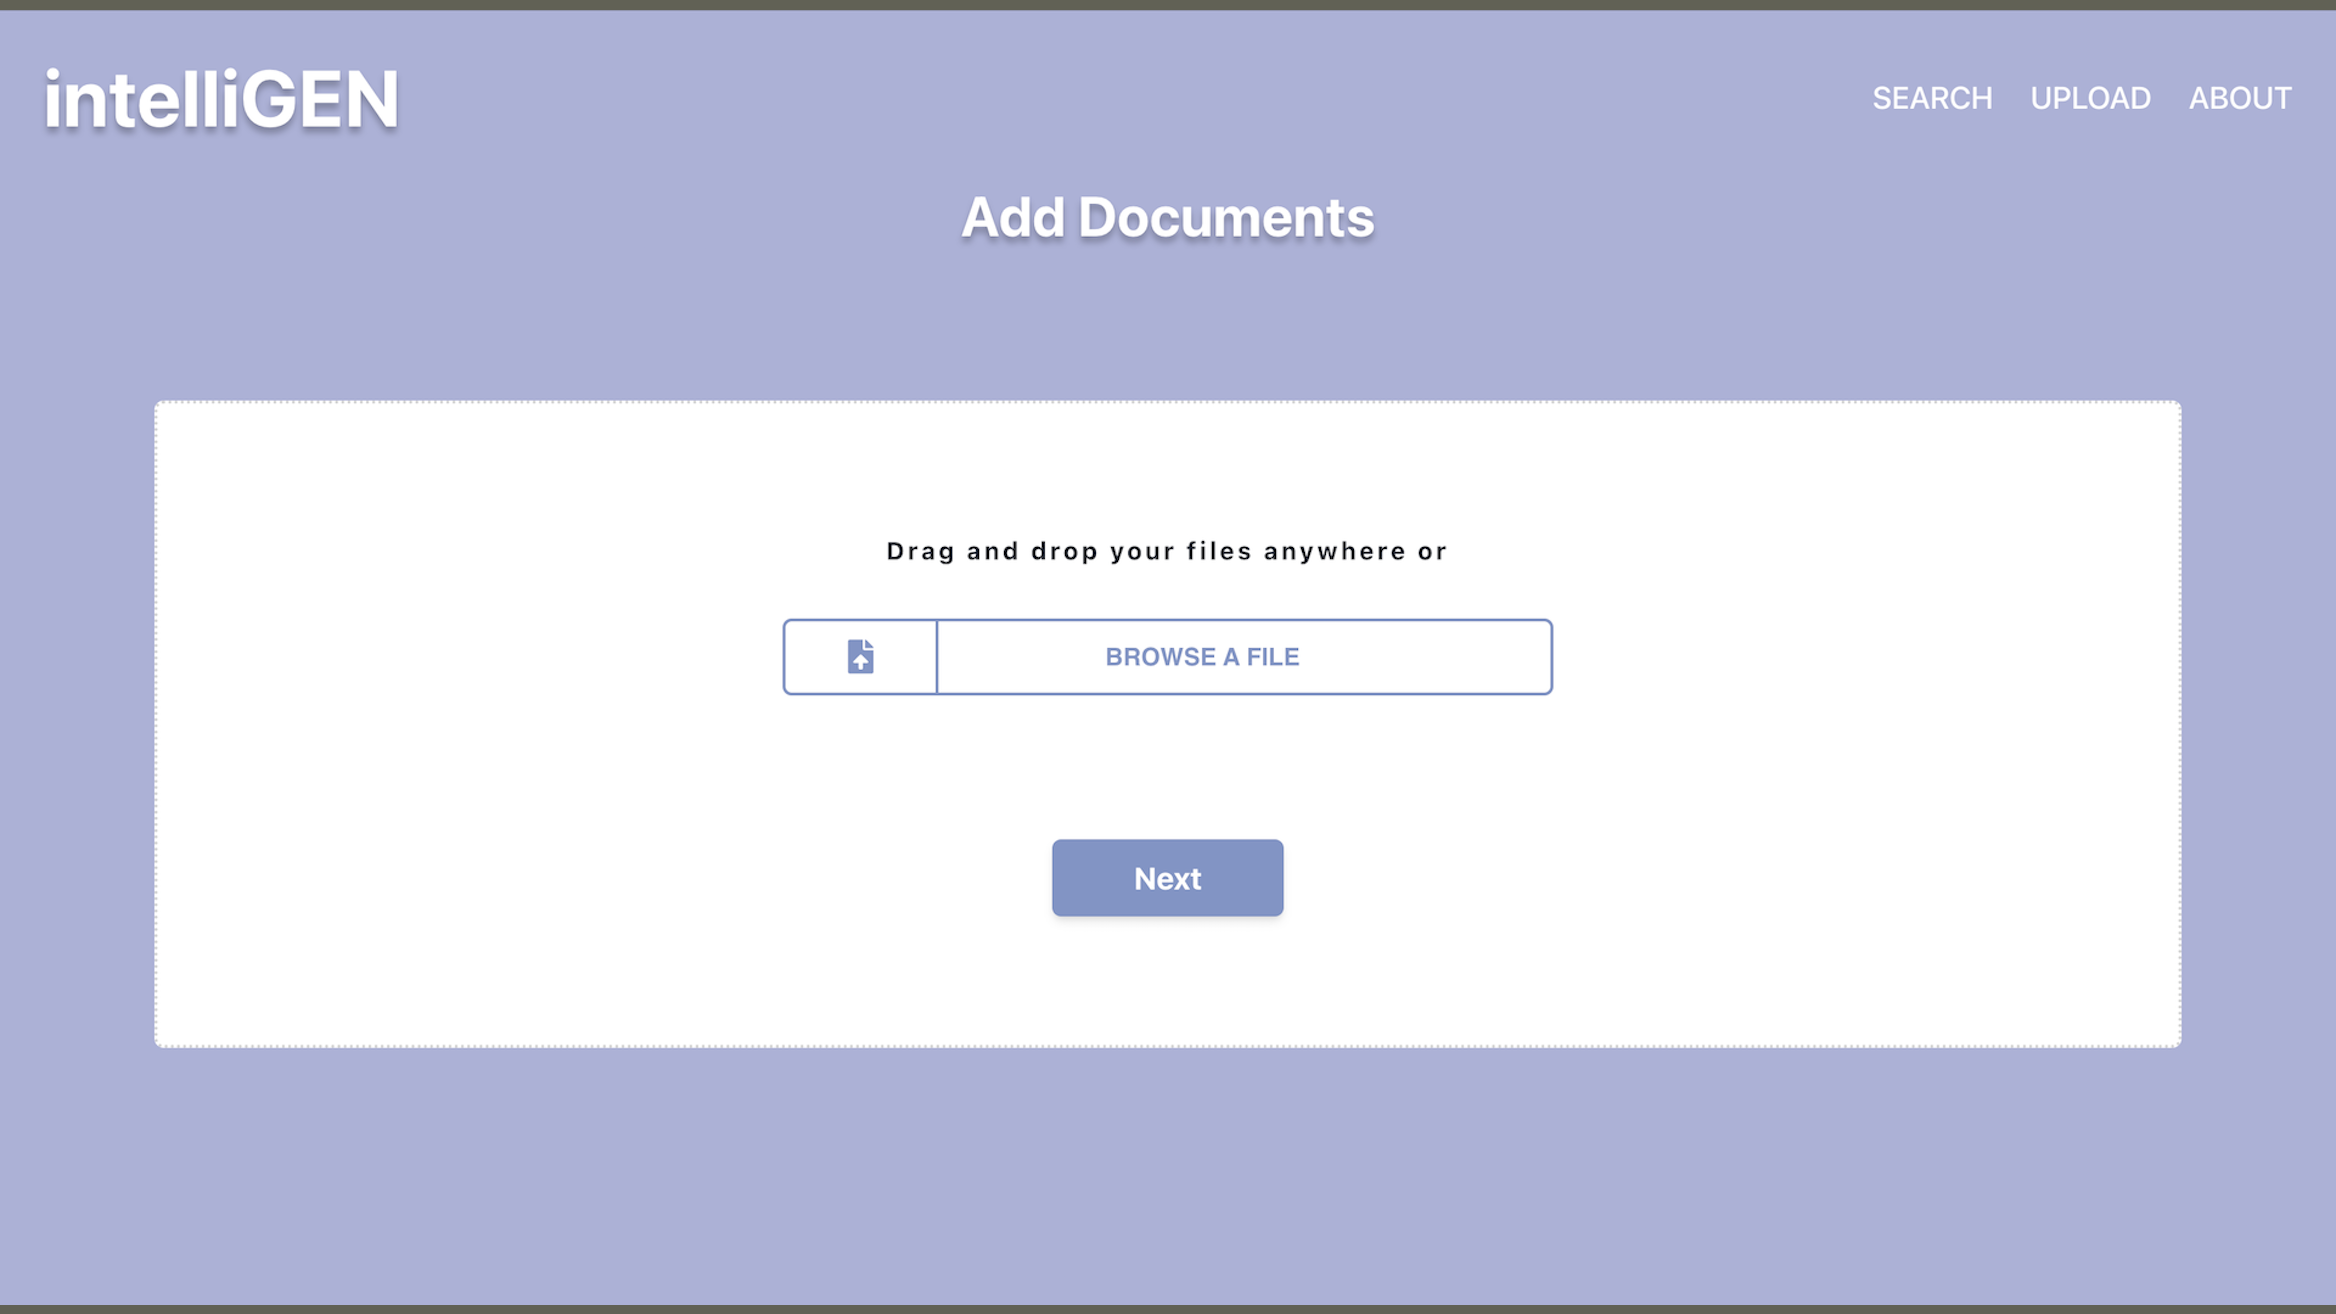 intelliGEN
SEARCH UPLOAD ABOUT
Add Documents
Drag and drop your files anywhere or
BROWSE A FILE
Next